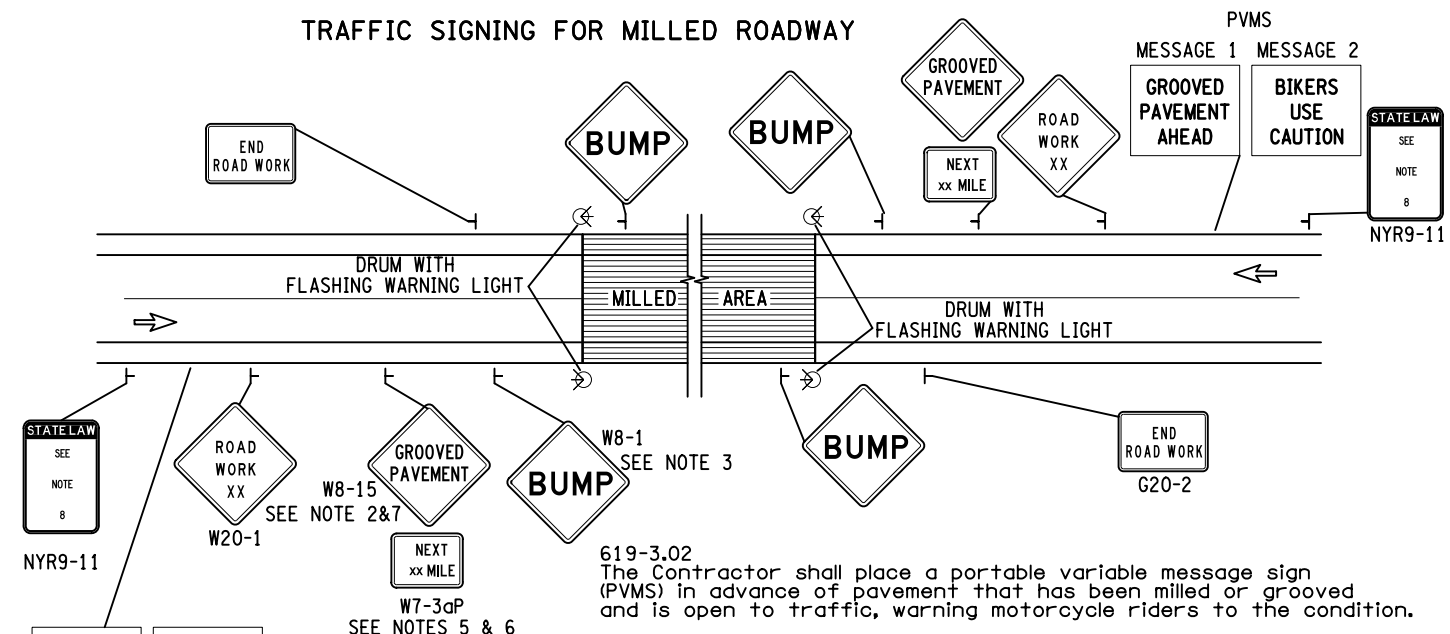 TRAFFIC SIGNING FOR MILLED ROADWAY
PVMS
MESSAGE 1 MESSAGE 2
GROOVED
PAVEMENT
AHEAD
BIKERS
USE
CAUTION
STATE LAW
SEE
NOTE
8
NYR9-11
GROOVED
PAVEMENT
NEXT
xx MILE
ROAD
WORK
XX
BUMP
BUMP
END
ROAD WORK
DRUM WITH
FLASHING WARNING LIGHT
MILLED AREA
DRUM WITH
FLASHING WARNING LIGHT
STATE LAW
SEE
NOTE
8
NYR9-11
ROAD
WORK
XX
W20-1
GROOVED
PAVEMENT
W8-15
SEE NOTE 2&7
NEXT
xx MILE
W7-3aP
SEE NOTES 5 & 6
BUMP
W8-1
SEE NOTE 3
BUMP
END
ROAD WORK
G20-2
619-3.02
The Contractor shall place a portable variable message sign
(PVMS) in advance of pavement that has been milled or grooved
and is open to traffic, warning motorcycle riders to the condition.